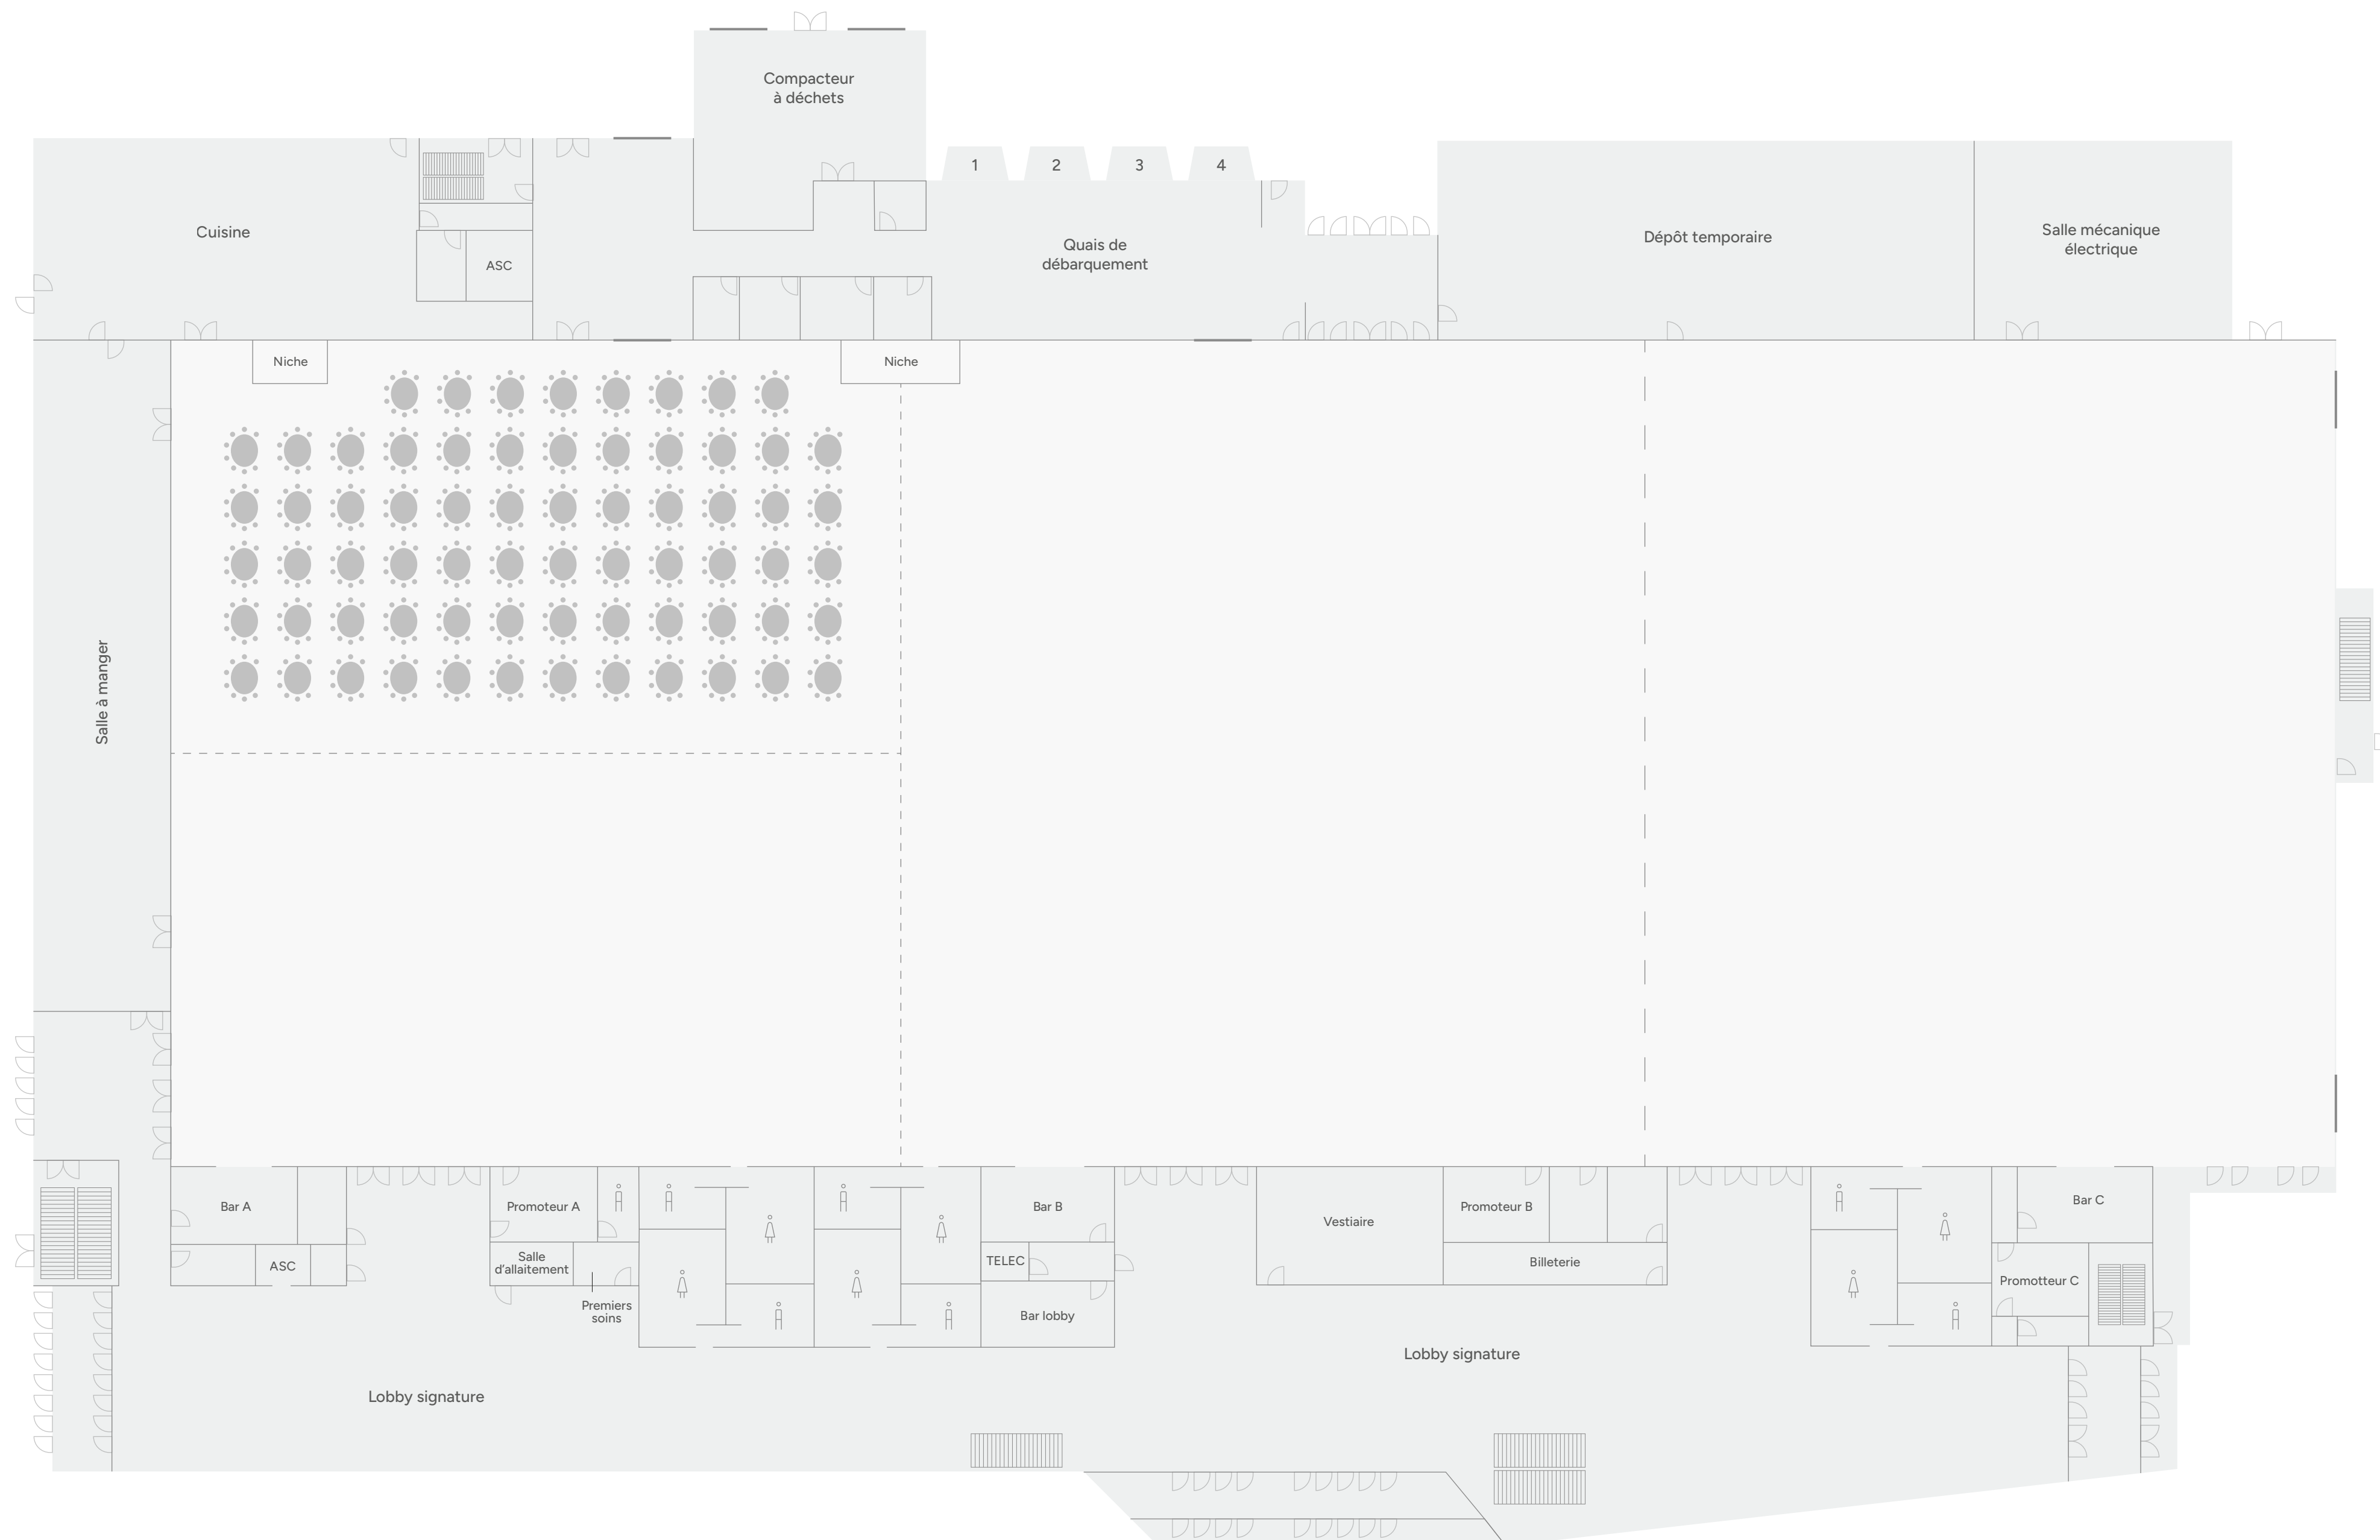 Compacteur
à déchets
1
2
3
4
Cuisine
ASC
Quais de
débarquement
Dépôt temporaire
Salle mécanique
électrique
Niche
Niche
Salle à manger
Bar A
ASC
Promoteur A
Salle
d'allaitement
Premiers
soins
Bar B
TELEC
Bar lobby
Vestiaire
Promoteur B
Billeterie
Bar C
Promotteur C
Lobby signature
Lobby signature